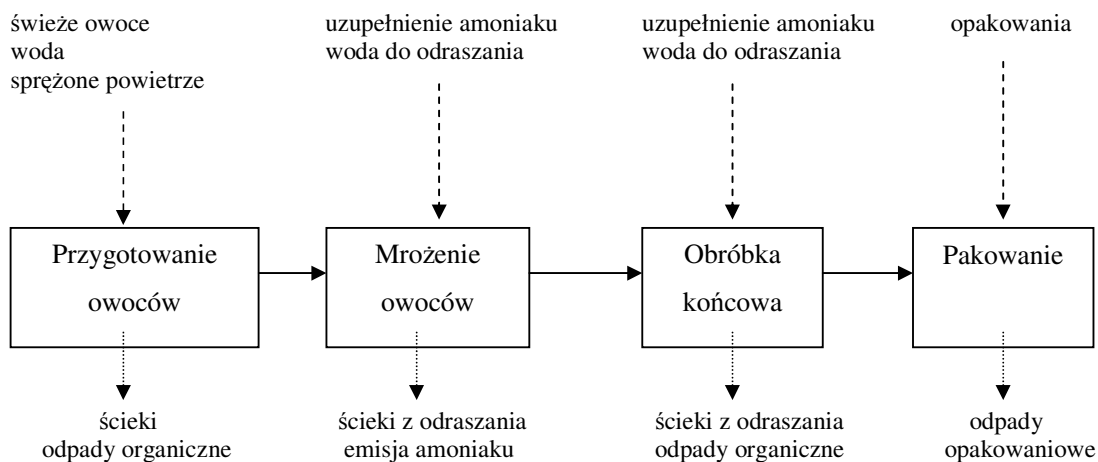 świeże owoce
woda
sprężone powietrze
uzupełnienie amoniaku
woda do odraszania
uzupełnienie amoniaku
woda do odraszania
opakowania
Przygotowanie
owoców
Mrożenie
owoców
Obróbka
końcowa
Pakowanie
ścieki
odpady organiczne
ścieki z odraszania
emisja amoniaku
ścieki z odraszania
odpady organiczne
odpady
opakowaniowe